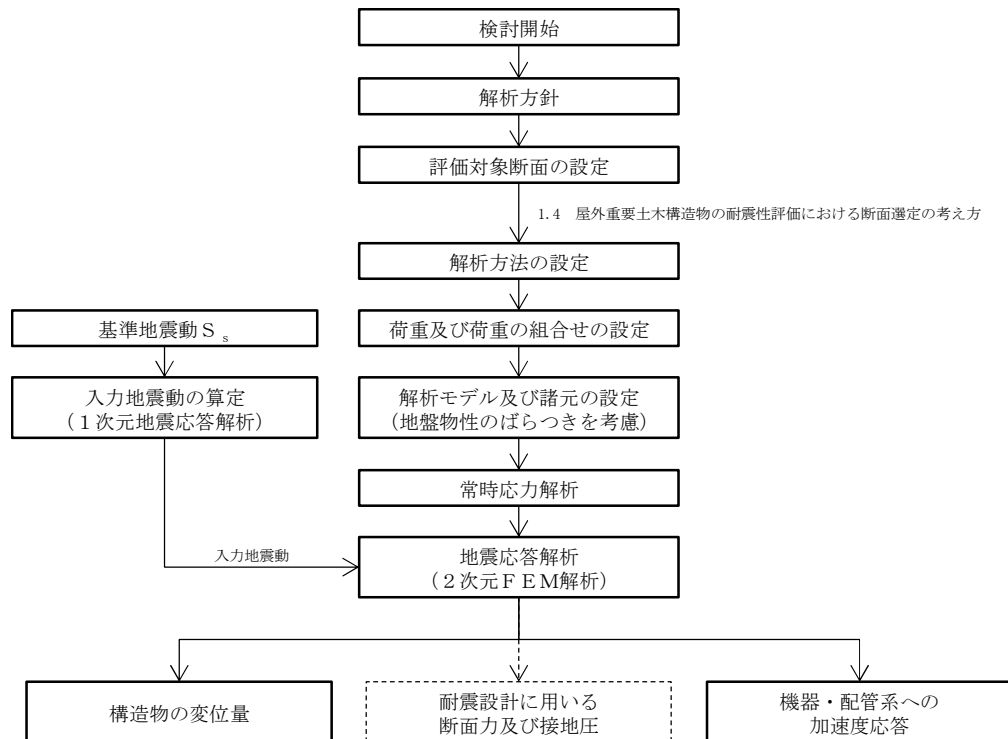 検討開始
解析方針
評価対象断面の設定
1.4 屋外重要土木構造物の耐震性評価における断面選定の考え方
解析方法の設定
基準地震動Ss
荷重及び荷重の組合せの設定
入力地震動の算定
(1次元地震応答解析)
解析モデル及び諸元の設定
(地盤物性のばらつきを考慮)
常時応力解析
入力地震動
地震応答解析
(2次元FEM解析)
構造物の変位量
耐震設計に用いる
断面力及び接地圧
機器・配管系への
加速度応答